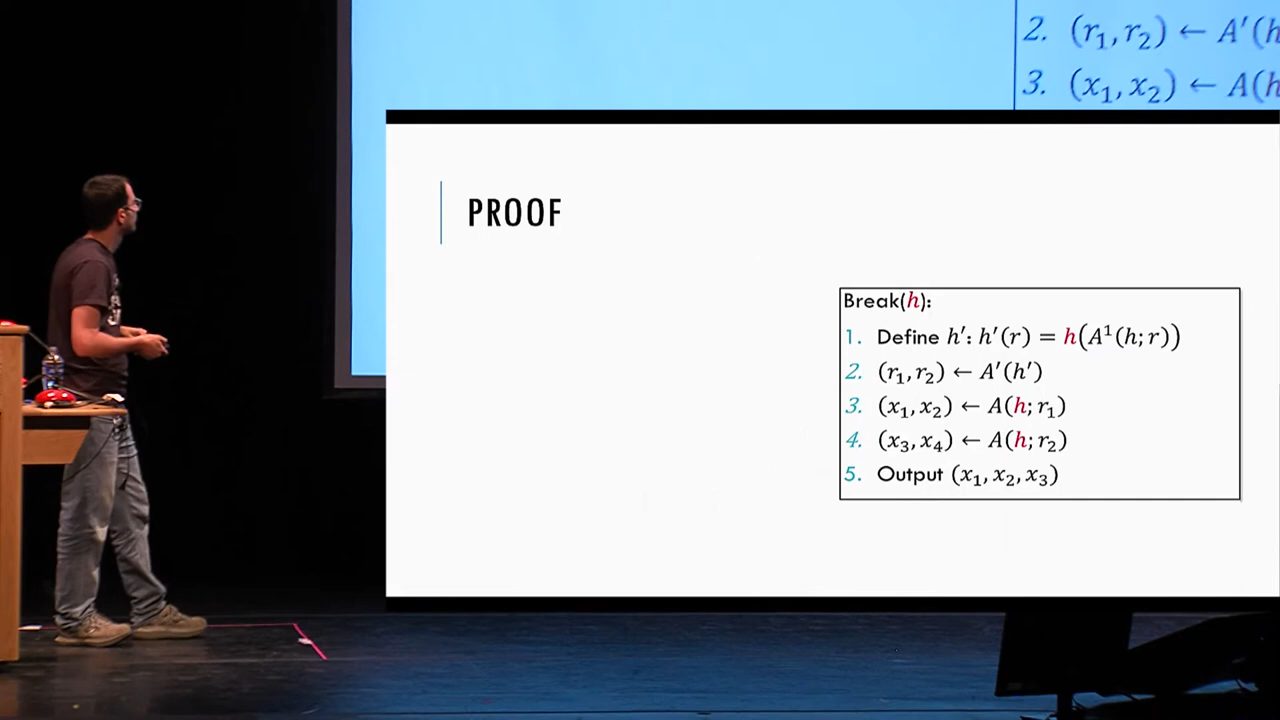 2. (r₁, r₂) ← A′(h
3. (x₁, x₂) ← A(h
PROOF
Break(h):
1. Define h′: h′(r) = h(A¹(h; r))
2. (r₁, r₂) ← A′(h′)
3. (x₁, x₂) ← A(h; r₁)
4. (x₃, x₄) ← A(h; r₂)
5. Output (x₁, x₂, x₃)